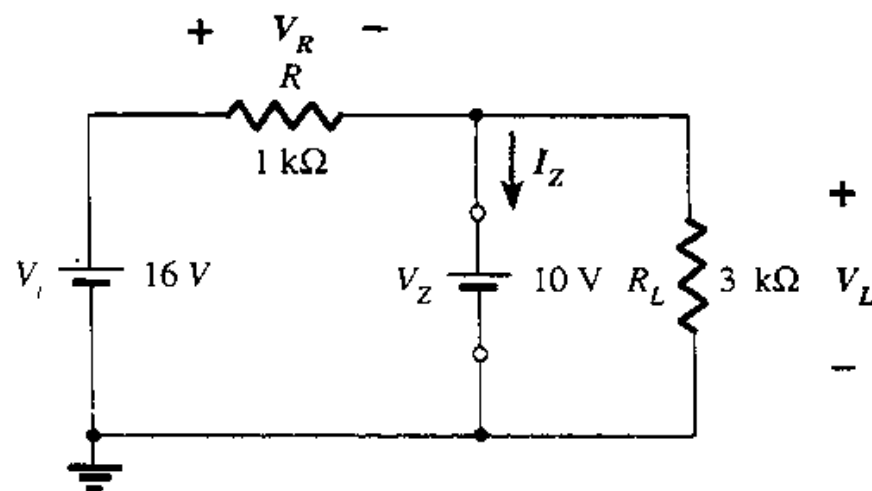 + V_R −
R
1 kΩ
I_Z
+
V_i 16 V
V_Z 10 V R_L 3 kΩ V_L
−